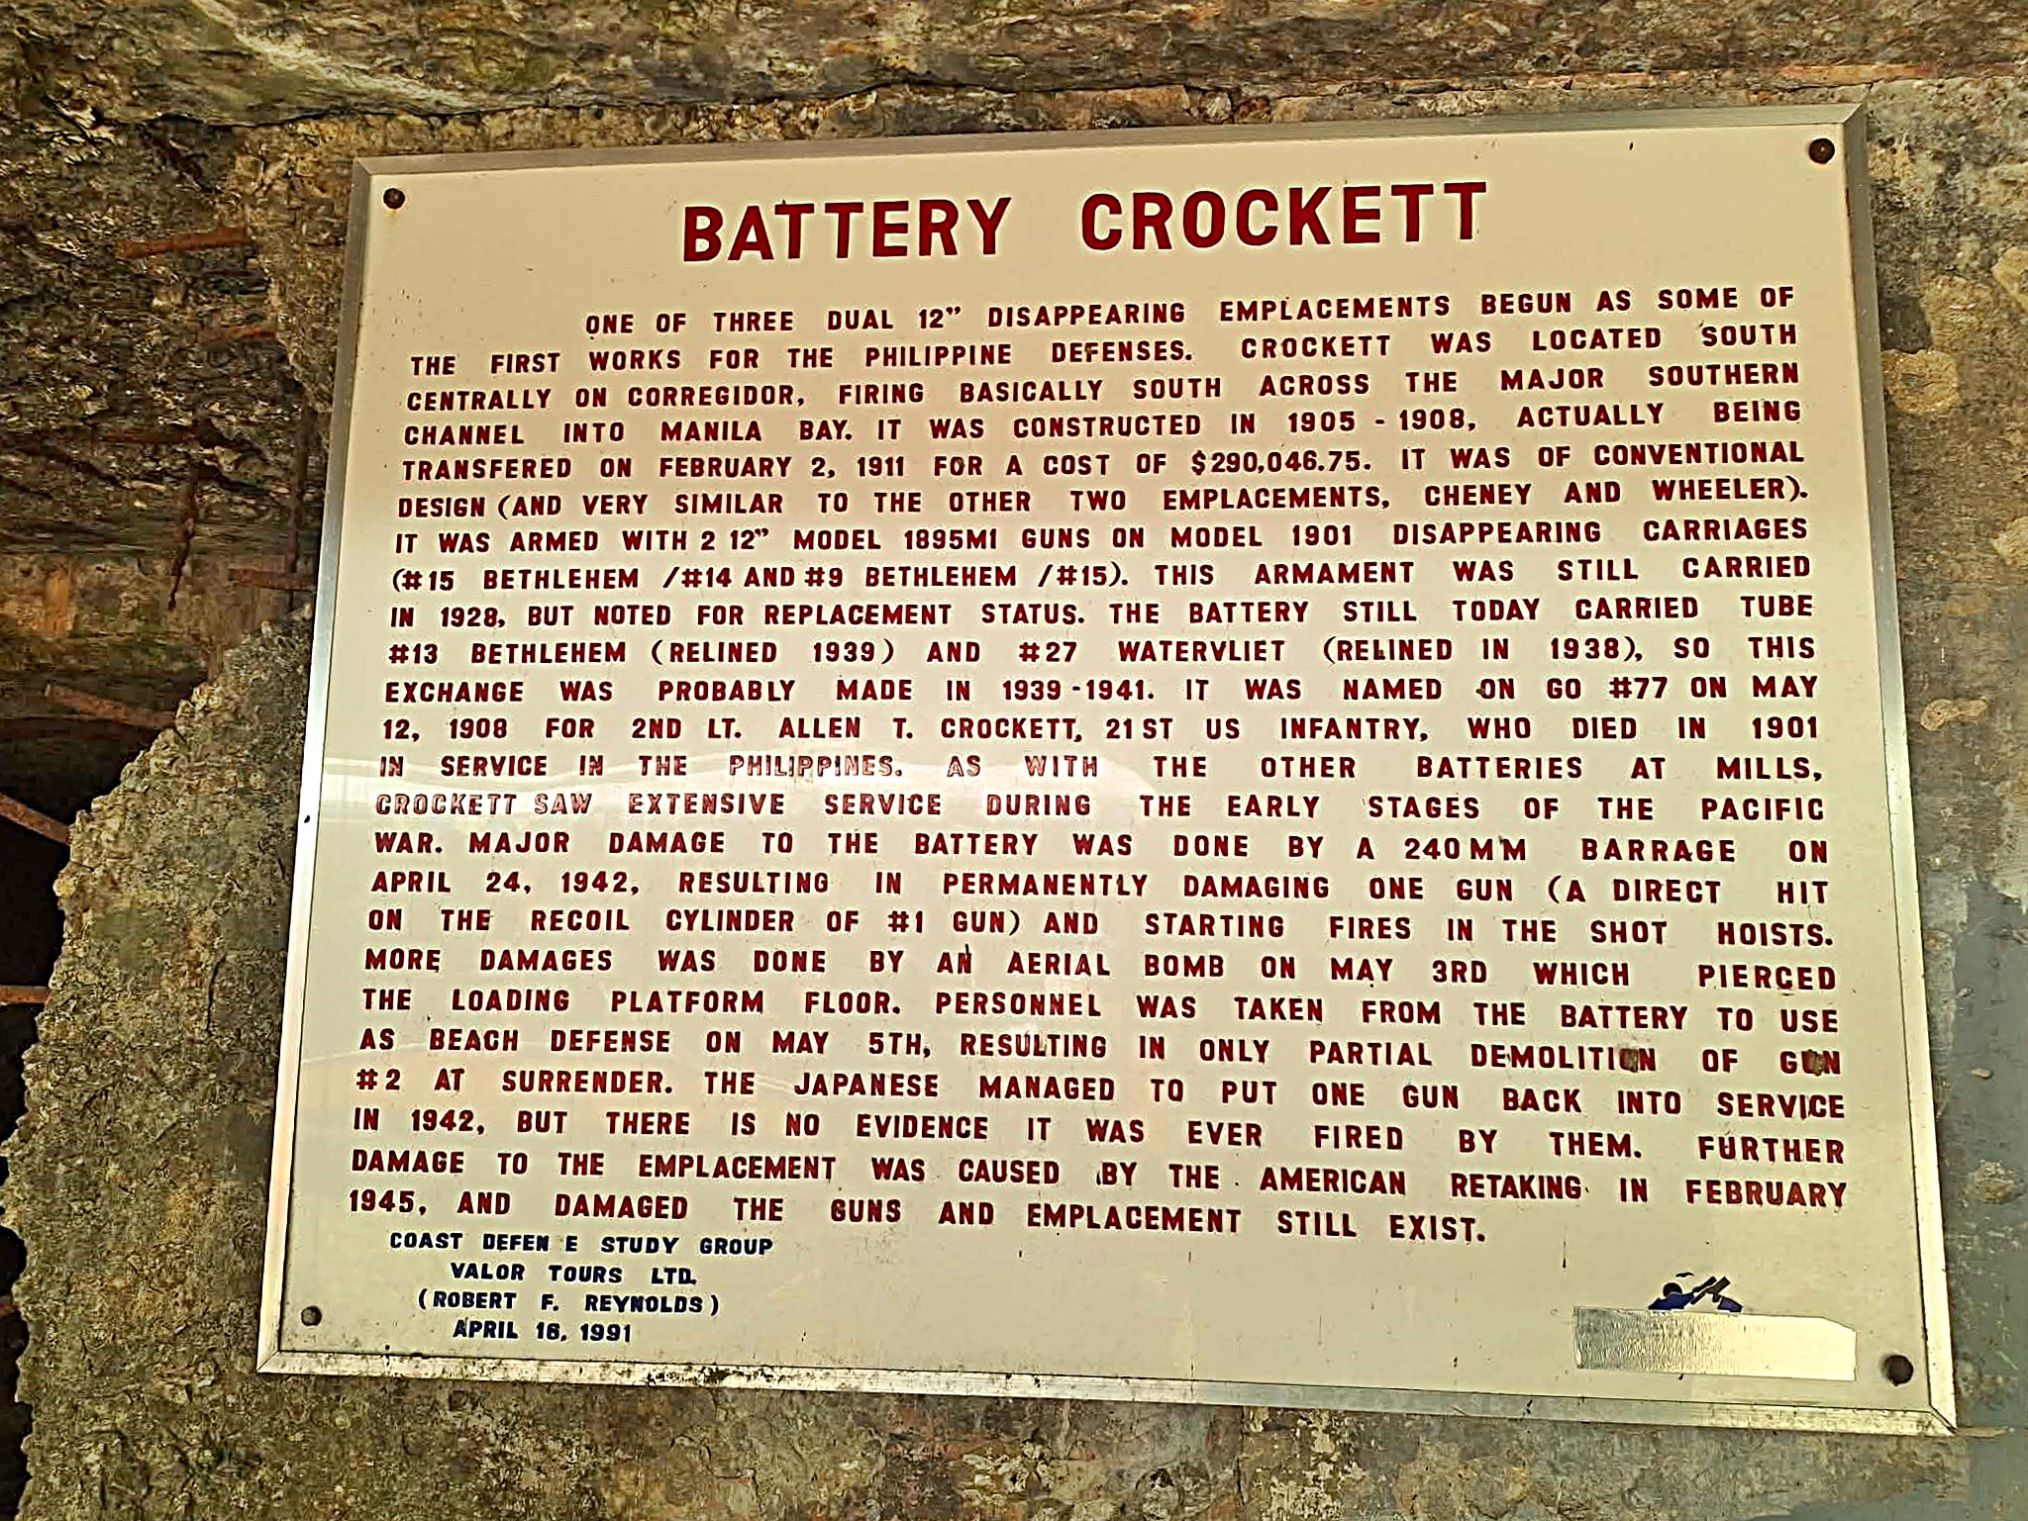 BATTERY CROCKETT
ONE OF THREE DUAL 12" DISAPPEARING EMPLACEMENTS BEGUN AS SOME OF
THE FIRST WORKS FOR THE PHILIPPINE DEFENSES. CROCKETT WAS LOCATED SOUTH
CENTRALLY ON CORREGIDOR, FIRING BASICALLY SOUTH ACROSS THE MAJOR SOUTHERN
CHANNEL INTO MANILA BAY. IT WAS CONSTRUCTED IN 1905 - 1908, ACTUALLY BEING
TRANSFERED ON FEBRUARY 2, 1911 FOR A COST OF $290,046.75. IT WAS OF CONVENTIONAL
DESIGN (AND VERY SIMILAR TO THE OTHER TWO EMPLACEMENTS, CHENEY AND WHEELER).
IT WAS ARMED WITH 2 12" MODEL 1895M1 GUNS ON MODEL 1901 DISAPPEARING CARRIAGES
(#15 BETHLEHEM /#14 AND #9 BETHLEHEM /#15). THIS ARMAMENT WAS STILL CARRIED
IN 1928, BUT NOTED FOR REPLACEMENT STATUS. THE BATTERY STILL TODAY CARRIED TUBE
#13 BETHLEHEM (RELINED 1939) AND #27 WATERVLIET (RELINED IN 1938), SO THIS
EXCHANGE WAS PROBABLY MADE IN 1939 - 1941. IT WAS NAMED ON GO #77 ON MAY
12, 1908 FOR 2ND LT. ALLEN T. CROCKETT, 21 ST US INFANTRY, WHO DIED IN 1901
IN SERVICE IN THE PHILIPPINES. AS WITH THE OTHER BATTERIES AT MILLS,
CROCKETT SAW EXTENSIVE SERVICE DURING THE EARLY STAGES OF THE PACIFIC
WAR. MAJOR DAMAGE TO THE BATTERY WAS DONE BY A 240MM BARRAGE ON
APRIL 24, 1942, RESULTING IN PERMANENTLY DAMAGING ONE GUN (A DIRECT HIT
ON THE RECOIL CYLINDER OF #1 GUN) AND STARTING FIRES IN THE SHOT HOISTS.
MORE DAMAGES WAS DONE BY AN AERIAL BOMB ON MAY 3RD WHICH PIERCED
THE LOADING PLATFORM FLOOR. PERSONNEL WAS TAKEN FROM THE BATTERY TO USE
AS BEACH DEFENSE ON MAY 5TH, RESULTING IN ONLY PARTIAL DEMOLITION OF GUN
#2 AT SURRENDER. THE JAPANESE MANAGED TO PUT ONE GUN BACK INTO SERVICE
IN 1942, BUT THERE IS NO EVIDENCE IT WAS EVER FIRED BY THEM. FURTHER
DAMAGE TO THE EMPLACEMENT WAS CAUSED BY THE AMERICAN RETAKING IN FEBRUARY
1945, AND DAMAGED THE GUNS AND EMPLACEMENT STILL EXIST.
COAST DEFEN E STUDY GROUP
VALOR TOURS LTD.
(ROBERT F. REYNOLDS)
APRIL 16, 1991